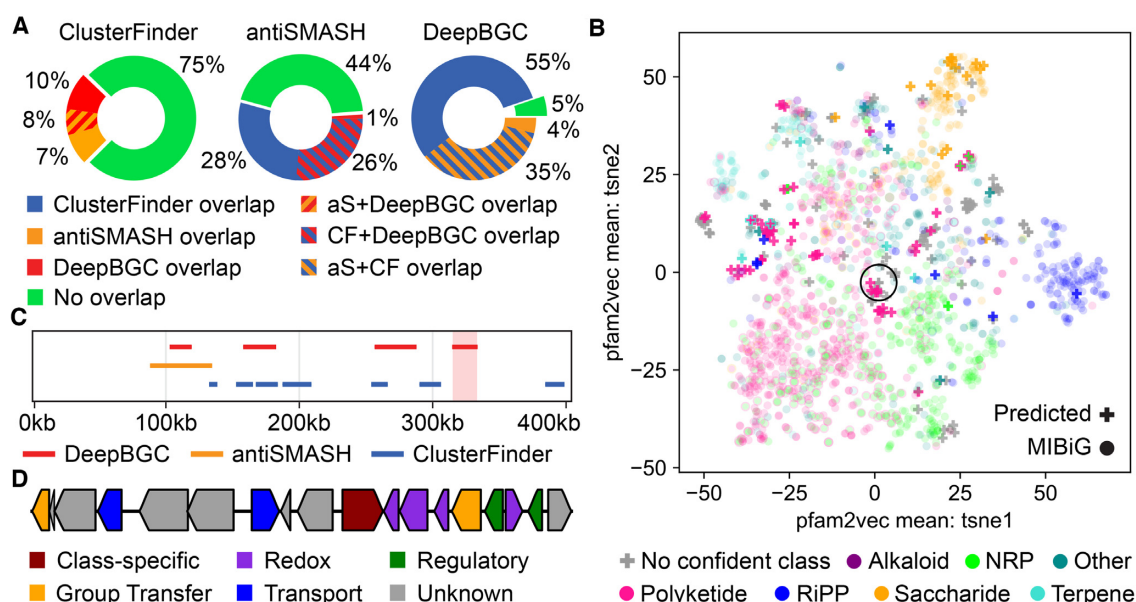 A
ClusterFinder antiSMASH DeepBGC
75%
10%
8%
7%
44%
1%
28%
26%
55%
5%
4%
35%
ClusterFinder overlap
antiSMASH overlap
DeepBGC overlap
No overlap
aS+DeepBGC overlap
CF+DeepBGC overlap
aS+CF overlap
B
pfam2vec mean: tsne2
50
25
0
−25
−50
Predicted
MIBiG
−50 −25 0 25 50
pfam2vec mean: tsne1
No confident class Alkaloid NRP Other
Polyketide RiPP Saccharide Terpene
C
0kb 100kb 200kb 300kb 400kb
DeepBGC antiSMASH ClusterFinder
D
Class-specific Redox Regulatory
Group Transfer Transport Unknown